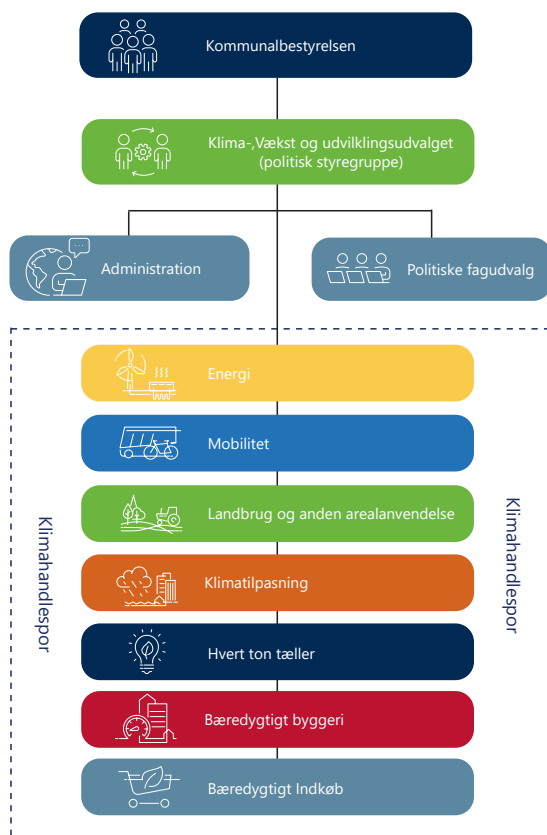 Kommunalbestyrelsen
Klima-,Vækst og udviklingsudvalget
(politisk styregruppe)
Administration
Politiske fagudvalg
Klimahandlespor
Energi
Mobilitet
Landbrug og anden arealanvendelse
Klimatilpasning
Hvert ton tæller
Bæredygtigt byggeri
Bæredygtigt Indkøb
Klimahandlespor